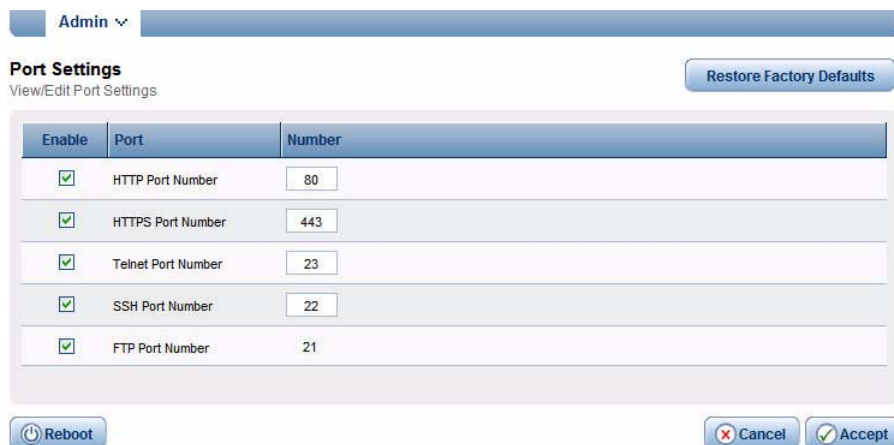 Admin
Port Settings
Restore Factory Defaults
View/Edit Port Settings
Enable Port Number
HTTP Port Number 80
HTTPS Port Number 443
Telnet Port Number 23
SSH Port Number 22
FTP Port Number 21
Reboot Cancel Accept